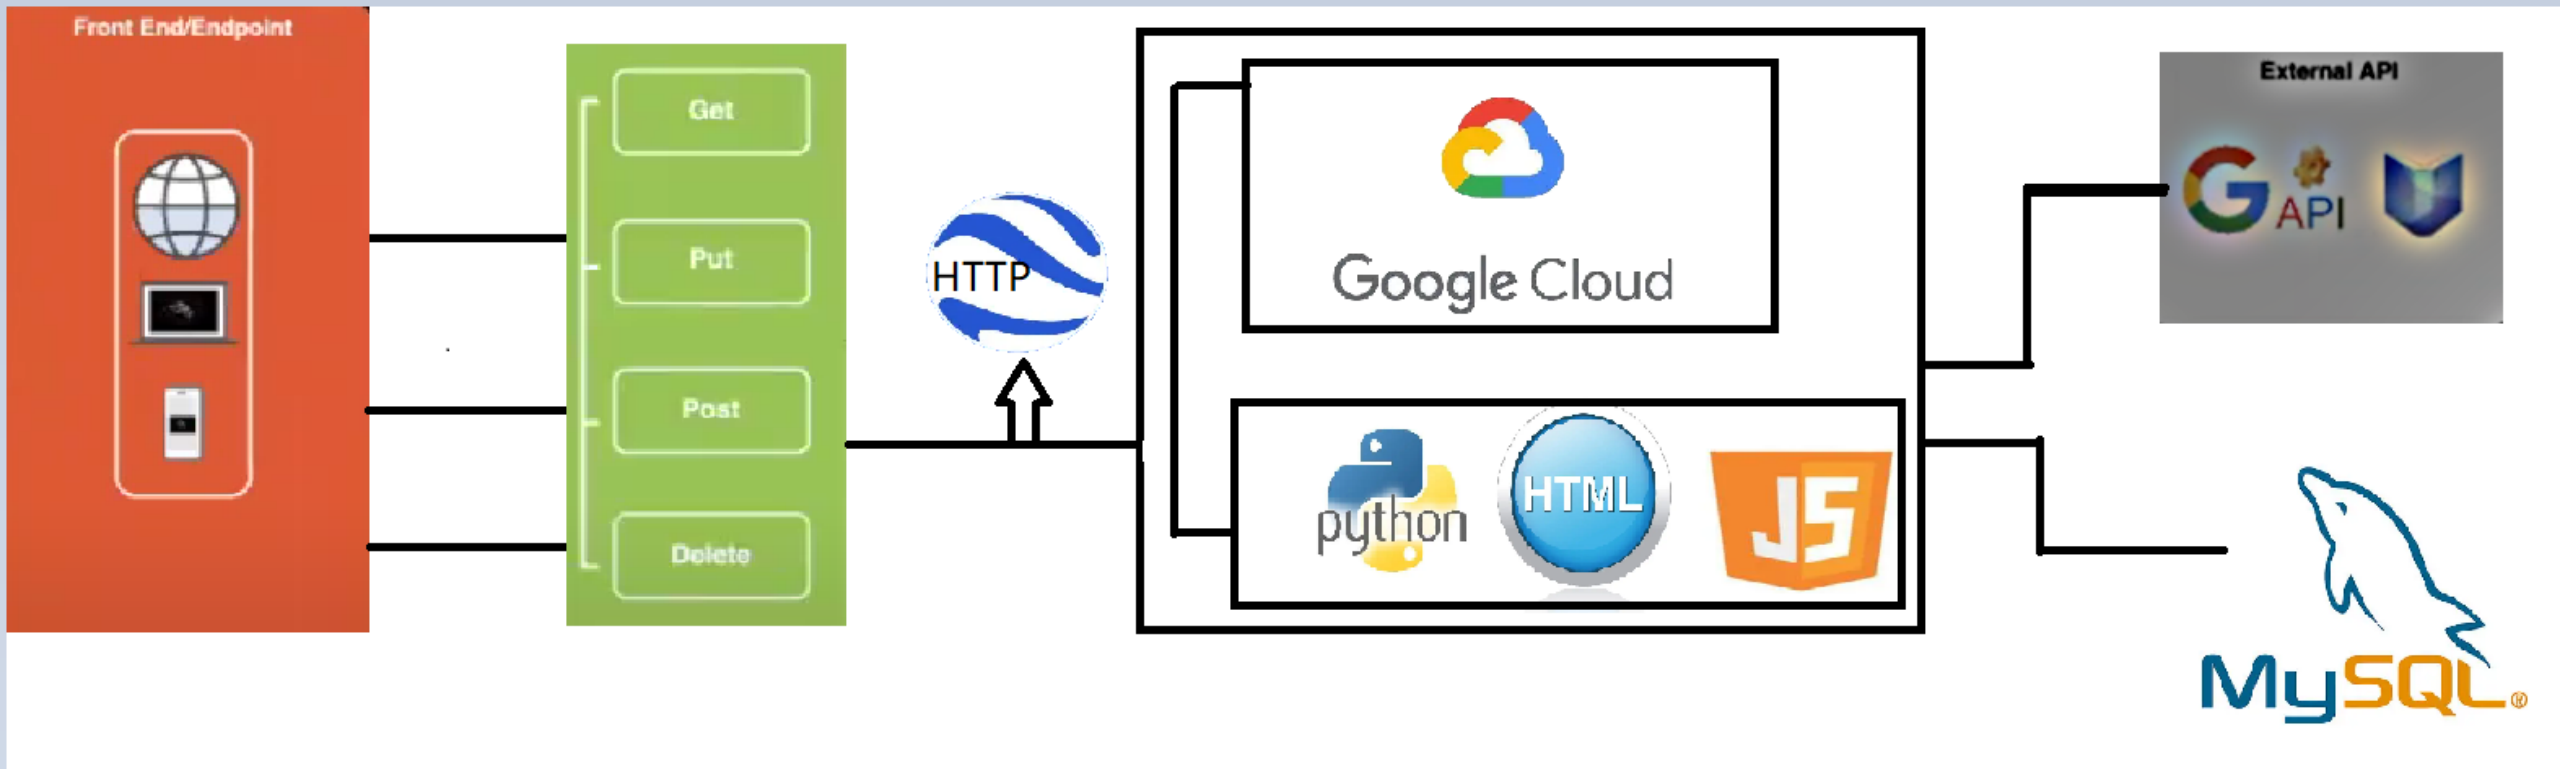 Front End/Endpoint
Get
Put
Post
Delete
HTTP
Google Cloud
python
HTML
JS
External API
G API
MySQL®